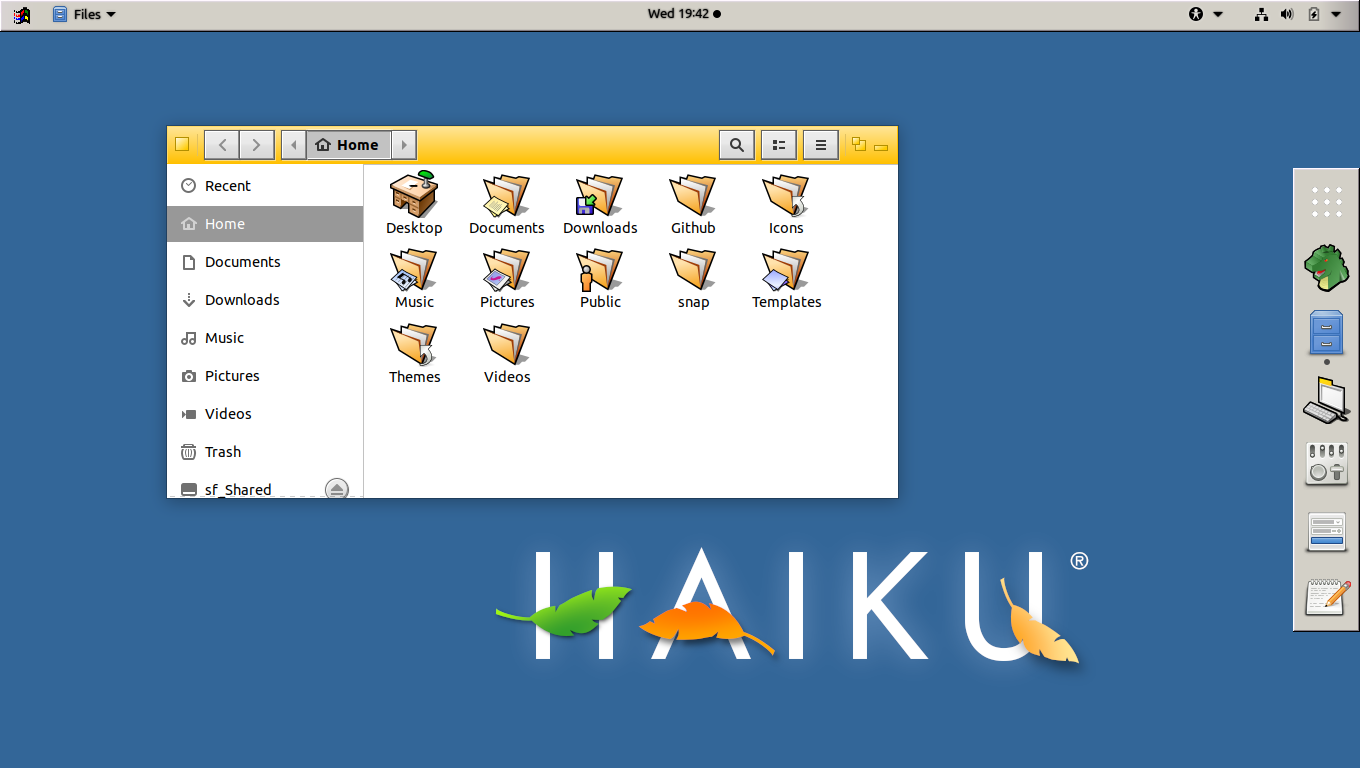 Files
Wed 19:42
Home
Recent
Home
Documents
Downloads
Music
Pictures
Videos
Trash
sf_Shared
Desktop
Documents
Downloads
Github
Icons
Music
Pictures
Public
snap
Templates
Themes
Videos
HAIKU®